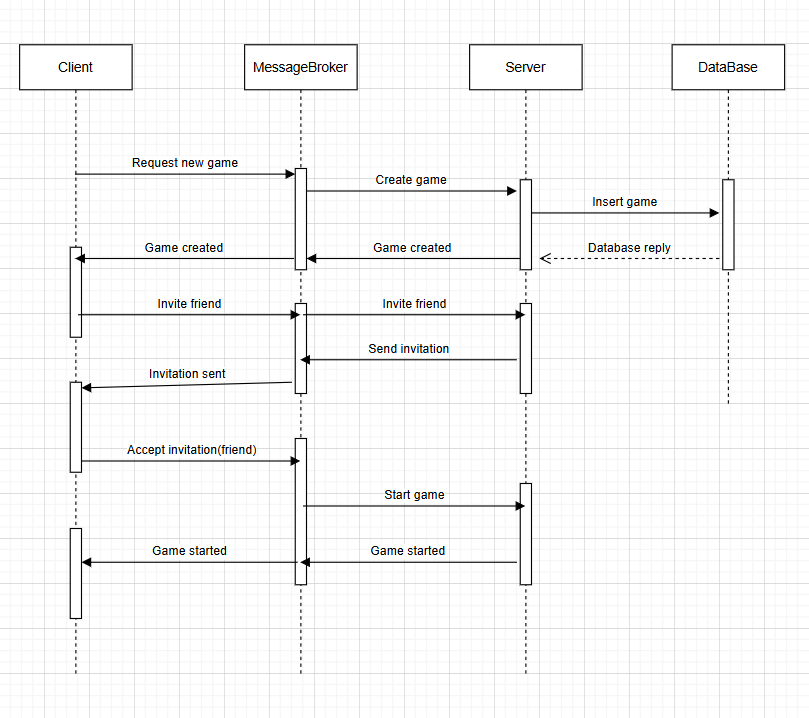 Client
MessageBroker
Server
DataBase
Request new game
Create game
Insert game
Game created
Game created
Database reply
Invite friend
Invite friend
Send invitation
Invitation sent
Accept invitation(friend)
Start game
Game started
Game started